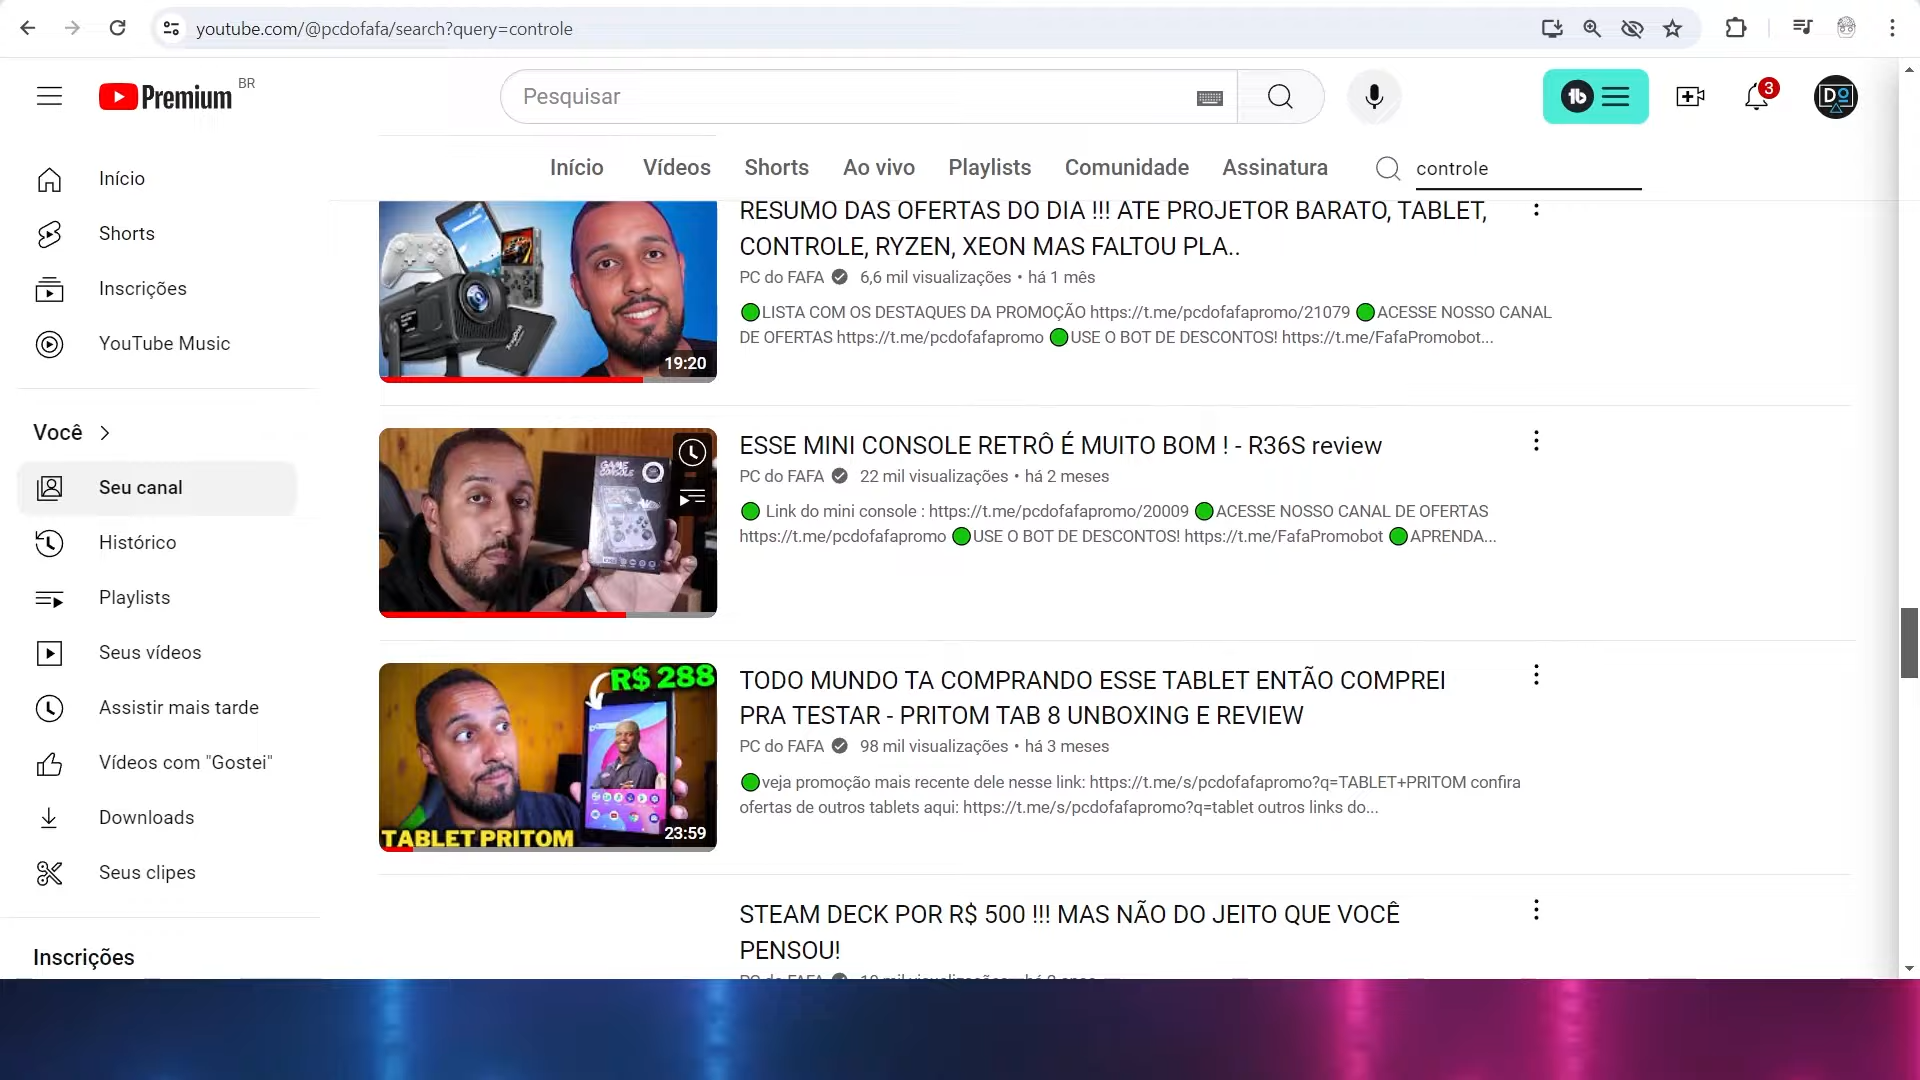 youtube.com/@pcdofafa/search?query=controle
Premium
BR
Pesquisar
3
Início
Vídeos
Shorts
Ao vivo
Playlists
Comunidade
Assinatura
controle
Início
Shorts
Inscrições
YouTube Music
Você
Seu canal
Histórico
Playlists
Seus vídeos
Assistir mais tarde
Vídeos com "Gostei"
Downloads
Seus clipes
Inscrições
19:20
RESUMO DAS OFERTAS DO DIA !!! ATE PROJETOR BARATO, TABLET,
CONTROLE, RYZEN, XEON MAS FALTOU PLA..
PC do FAFA 6,6 mil visualizações • há 1 mês
LISTA COM OS DESTAQUES DA PROMOÇÃO https://t.me/pcdofafapromo/21079 ACESSE NOSSO CANAL
DE OFERTAS https://t.me/pcdofafapromo USE O BOT DE DESCONTOS! https://t.me/FafaPromobot...
GAME
CONSOLE
ESSE MINI CONSOLE RETRÔ É MUITO BOM ! - R36S review
PC do FAFA 22 mil visualizações • há 2 meses
Link do mini console : https://t.me/pcdofafapromo/20009 ACESSE NOSSO CANAL DE OFERTAS
https://t.me/pcdofafapromo USE O BOT DE DESCONTOS! https://t.me/FafaPromobot APRENDA...
R$ 288
TABLET PRITOM
23:59
TODO MUNDO TA COMPRANDO ESSE TABLET ENTÃO COMPREI
PRA TESTAR - PRITOM TAB 8 UNBOXING E REVIEW
PC do FAFA 98 mil visualizações • há 3 meses
veja promoção mais recente dele nesse link: https://t.me/s/pcdofafapromo?q=TABLET+PRITOM confira
ofertas de outros tablets aqui: https://t.me/s/pcdofafapromo?q=tablet outros links do...
STEAM DECK POR R$ 500 !!! MAS NÃO DO JEITO QUE VOCÊ
PENSOU!